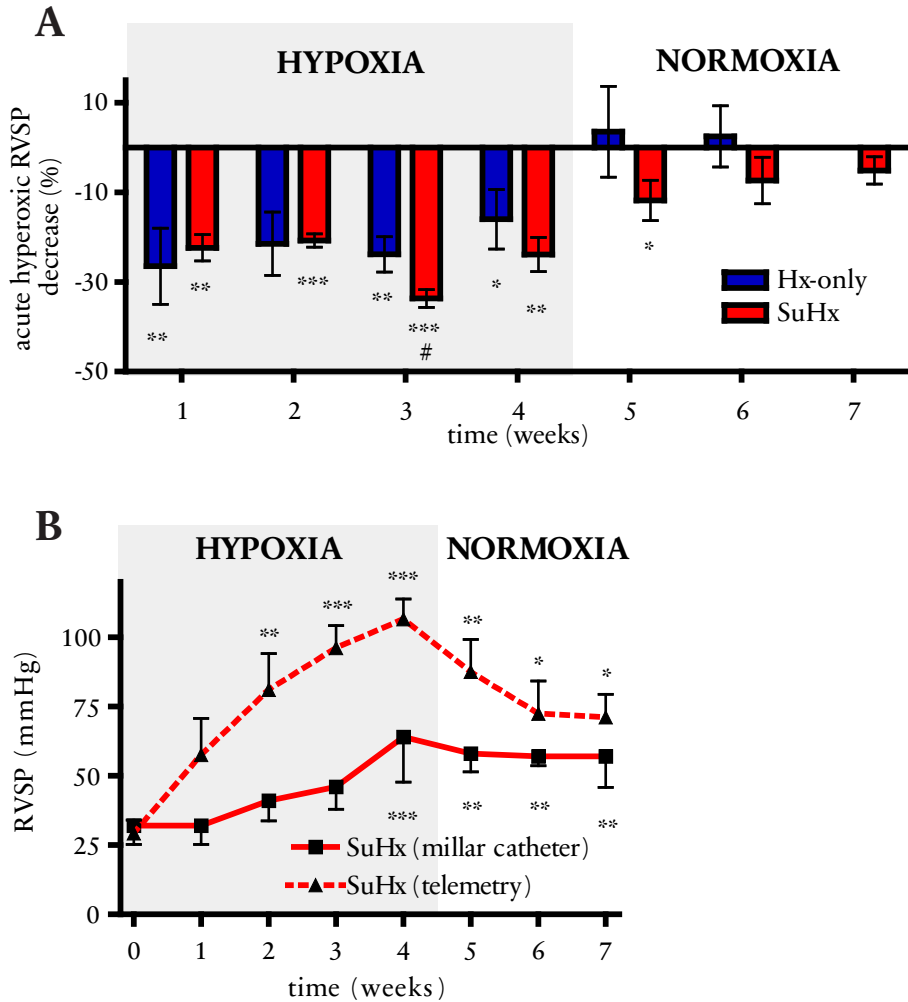 A
HYPOXIA
NORMOXIA
acute hyperoxic RVSP
decrease (%)
10
-10
-30
-50
** ** *** ** *** # * ** *
Hx-only
SuHx
1 2 3 4 5 6 7
time (weeks)
B
HYPOXIA
NORMOXIA
RVSP (mmHg)
100
75
50
25
0
** *** *** ** * *
*** ** ** **
SuHx (millar catheter)
SuHx (telemetry)
0 1 2 3 4 5 6 7
time (weeks)